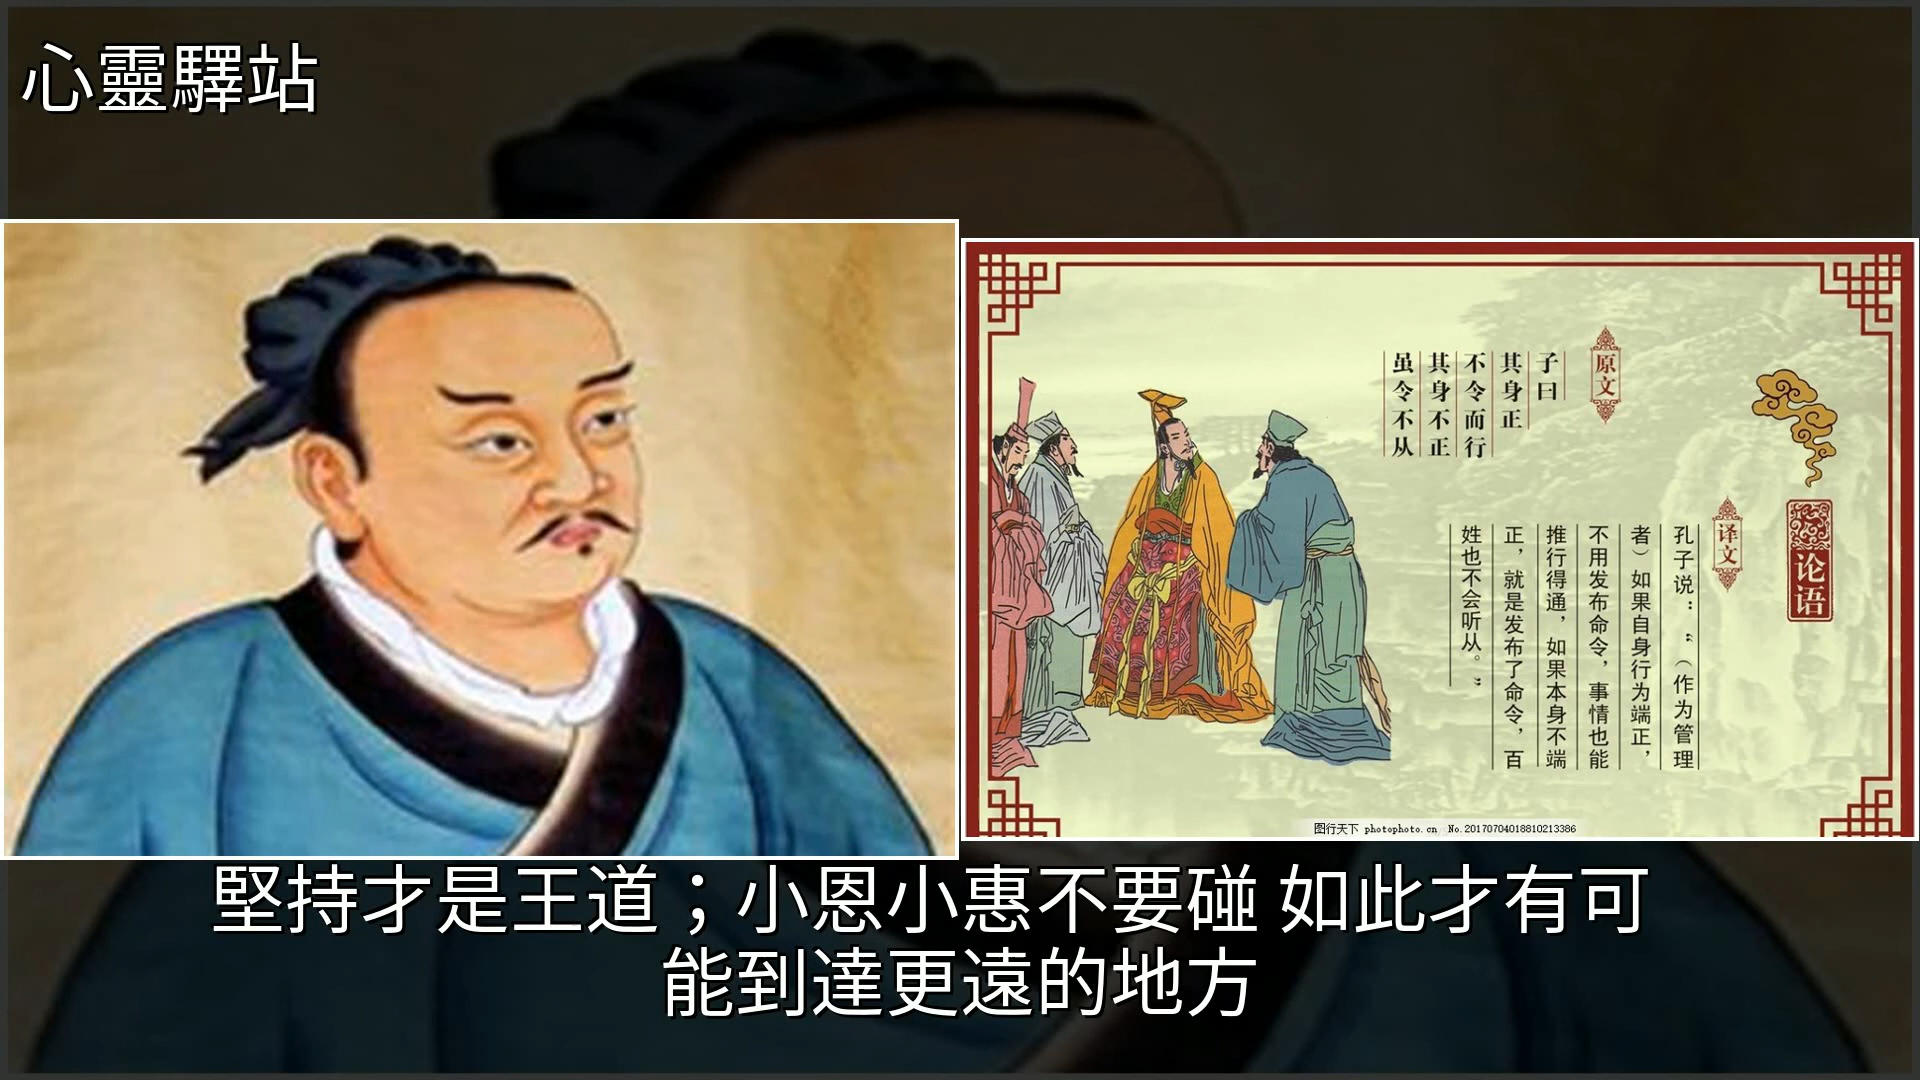 心靈驛站
原文
子曰
其身正
不令而行
其身不正
虽令不从
论语
译文
孔子说：“（作为管理
者）如果自身行为端正，
不用发布命令，事情也能
推行得通，如果本身不端
正，就是发布了命令，百
姓也不会听从。”
图行天下 photophoto.cn No.20170704018810213386
堅持才是王道；小恩小惠不要碰 如此才有可
能到達更遠的地方